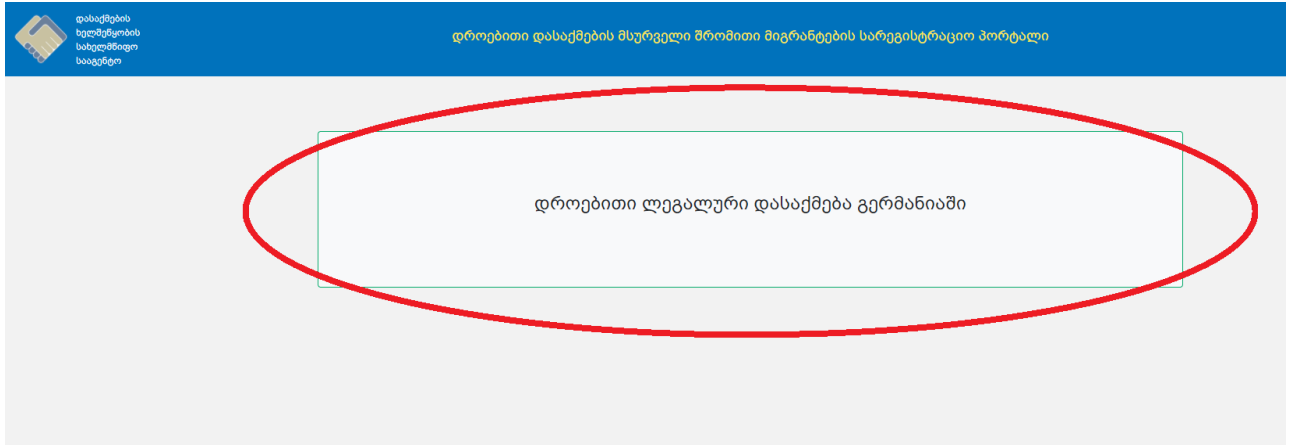 დასაქმების
ხელშეწყობის
სახელმწიფო
სააგენტო
დროებითი დასაქმების მსურველი შრომითი მიგრანტების სარეგისტრაციო პორტალი
დროებითი ლეგალური დასაქმება გერმანიაში